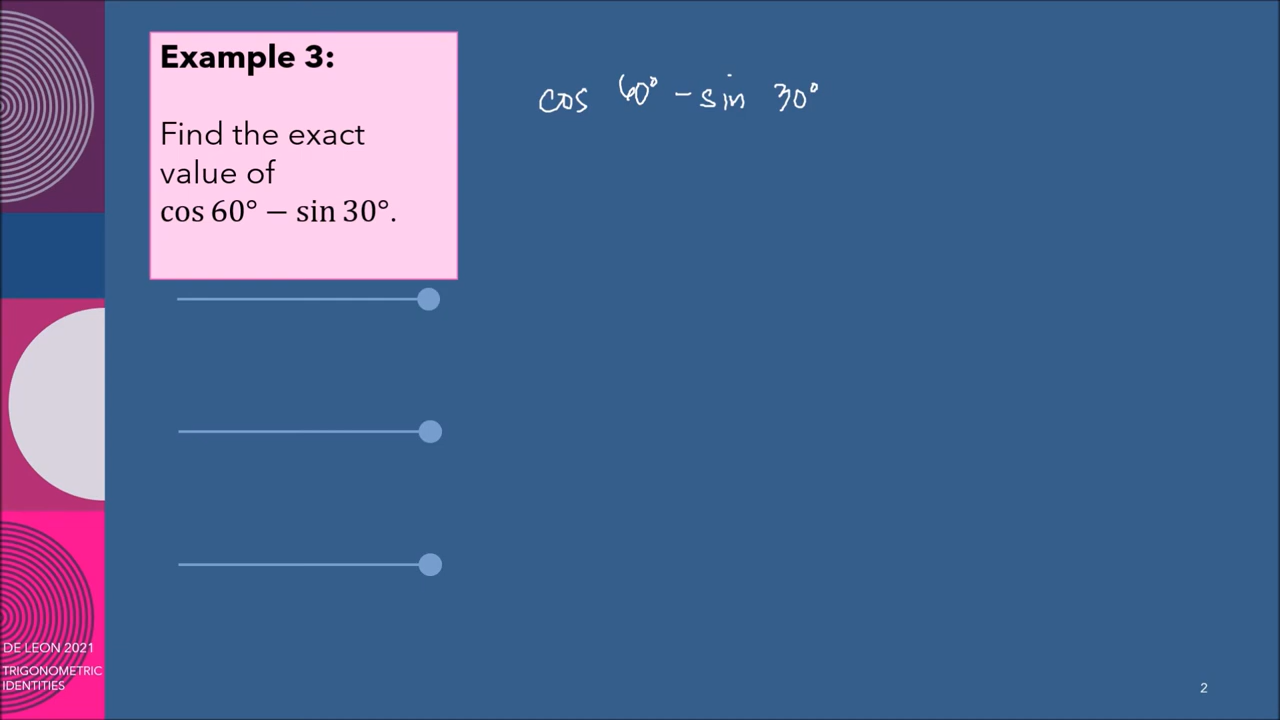 Example 3:
Find the exact
value of
cos 60° − sin 30°.
cos 60° − sin 30°
DE LEON 2021
TRIGONOMETRIC
IDENTITIES
2